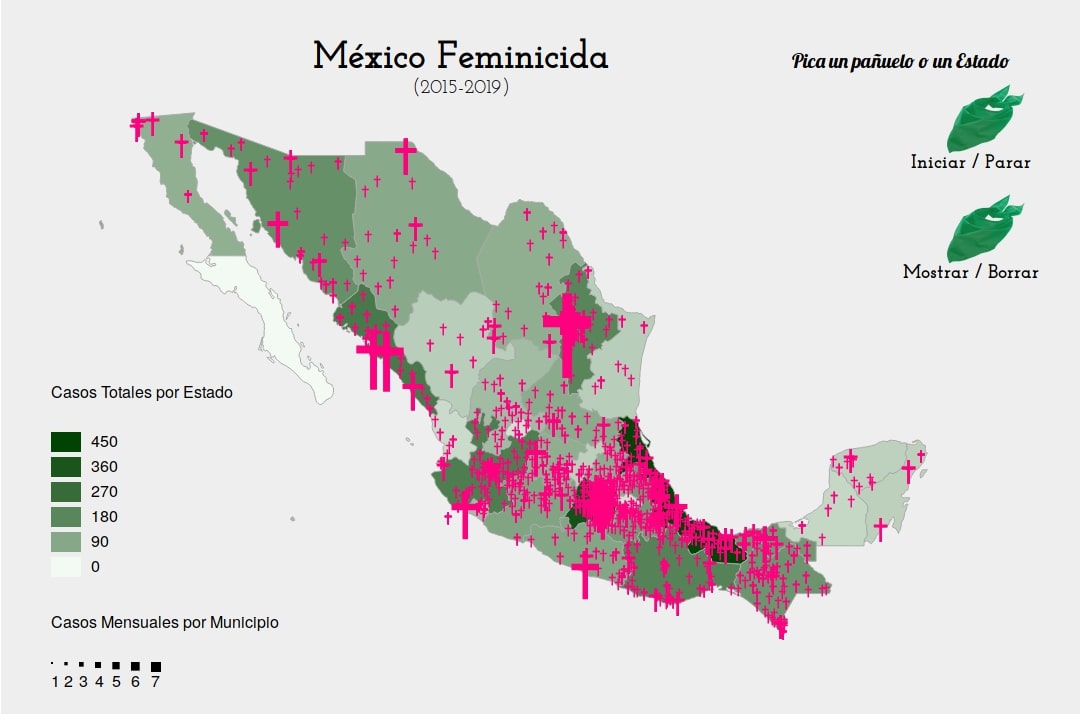 México Feminicida
(2015-2019)
Pica un pañuelo o un Estado
Iniciar / Parar
Mostrar / Borrar
Casos Totales por Estado
450
360
270
180
90
0
Casos Mensuales por Municipio
1 2 3 4 5 6 7